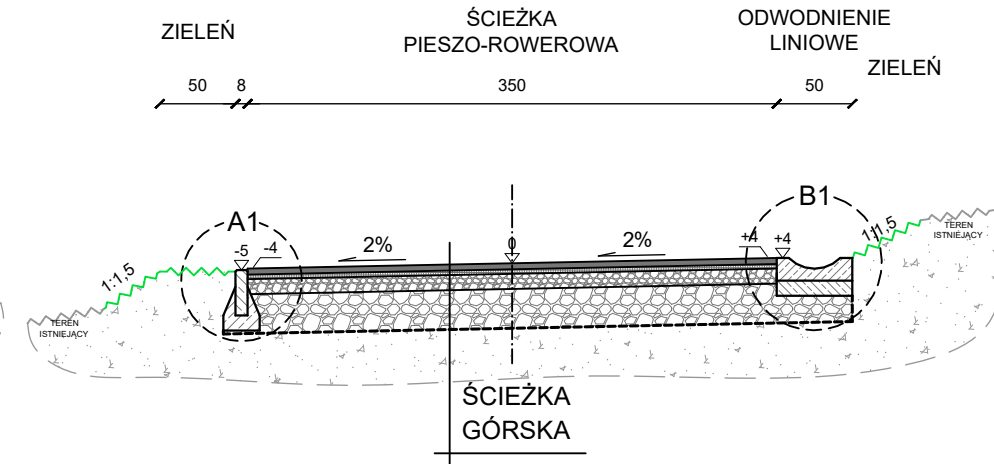 ZIELEŃ
ŚCIEŻKA
PIESZO-ROWEROWA
ODWODNIENIE
LINIOWE
ZIELEŃ
50
8
350
50
A1
B1
-5
-4
2%
0
2%
+4
+4
1:1,5
1:1,5
TEREN
ISTNIEJĄCY
TEREN
ISTNIEJĄCY
ŚCIEŻKA
GÓRSKA